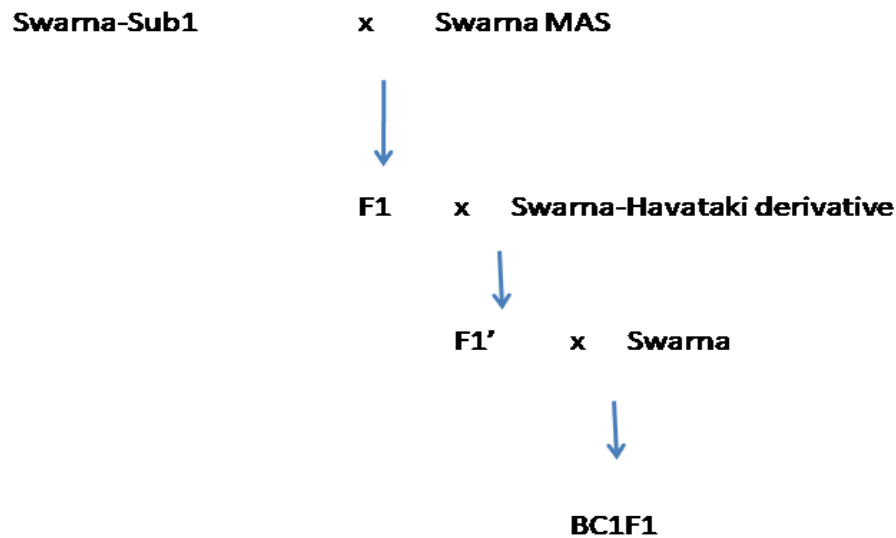 Swarna-Sub1 x Swarna MAS
F1 x Swarna-Havataki derivative
F1’ x Swarna
BC1F1